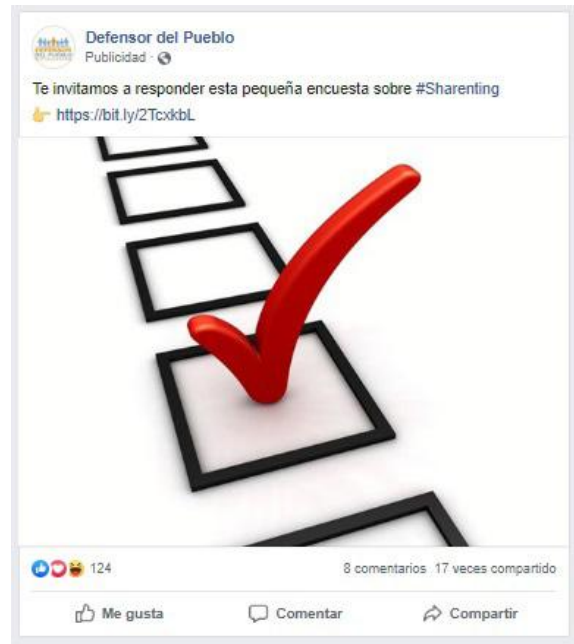 Defensor del Pueblo
Publicidad ·
Te invitamos a responder esta pequeña encuesta sobre #Sharenting
https://bit.ly/2TcxkbL
124
8 comentarios 17 veces compartido
Me gusta
Comentar
Compartir